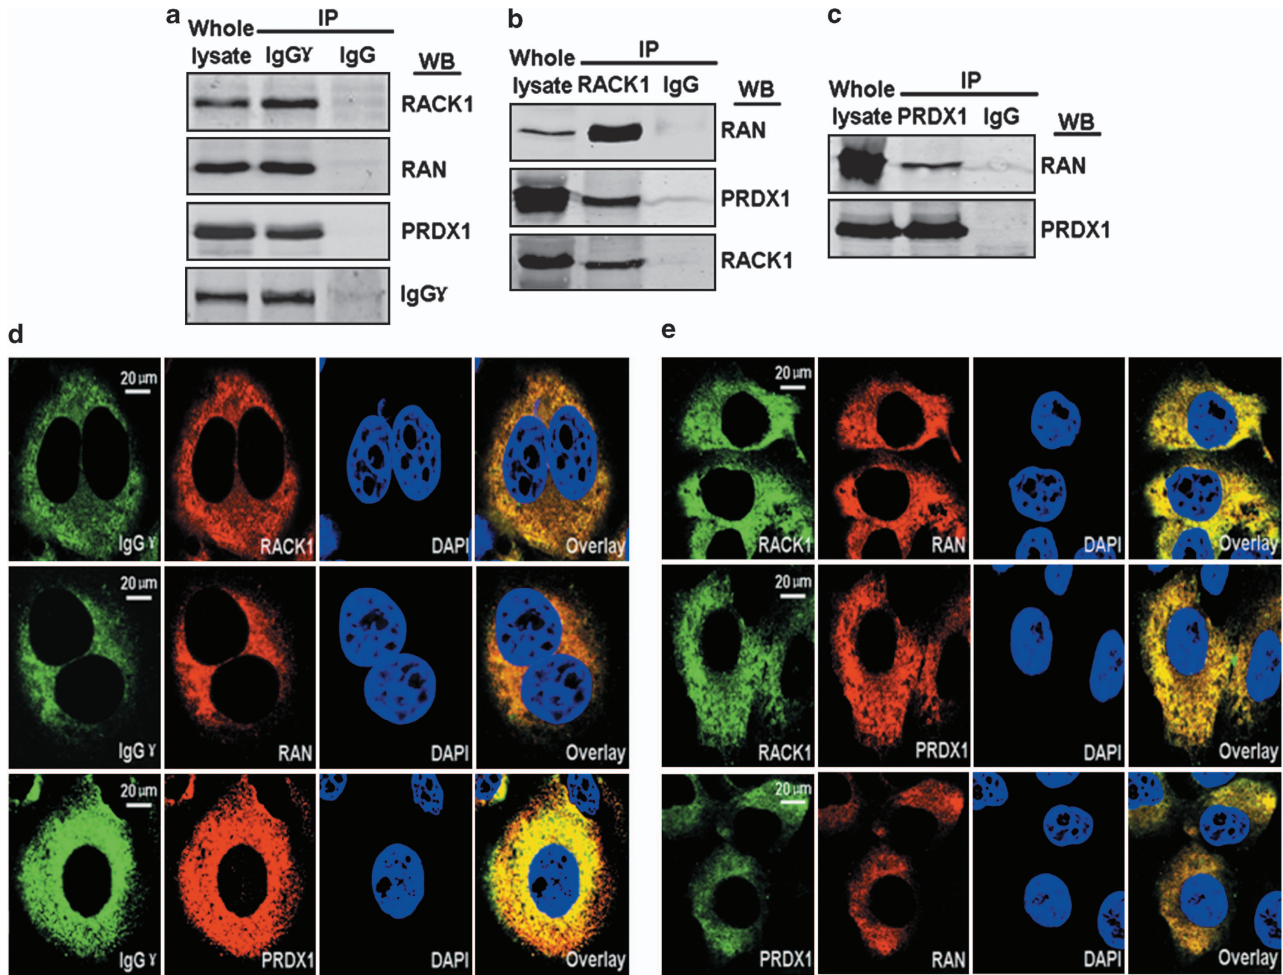 a
Whole
IP
lysate IgGɣ IgG
WB
RACK1
RAN
PRDX1
IgGɣ
b
Whole
IP
lysate RACK1 IgG
WB
RAN
PRDX1
RACK1
c
Whole
IP
lysate PRDX1 IgG
WB
RAN
PRDX1
d
20 µm
IgG ɣ RACK1 DAPI Overlay
20 µm
IgG ɣ RAN DAPI Overlay
20 µm
IgG ɣ PRDX1 DAPI Overlay
e
20 µm
RACK1 RAN DAPI Overlay
20 µm
RACK1 PRDX1 DAPI Overlay
20 µm
PRDX1 RAN DAPI Overlay